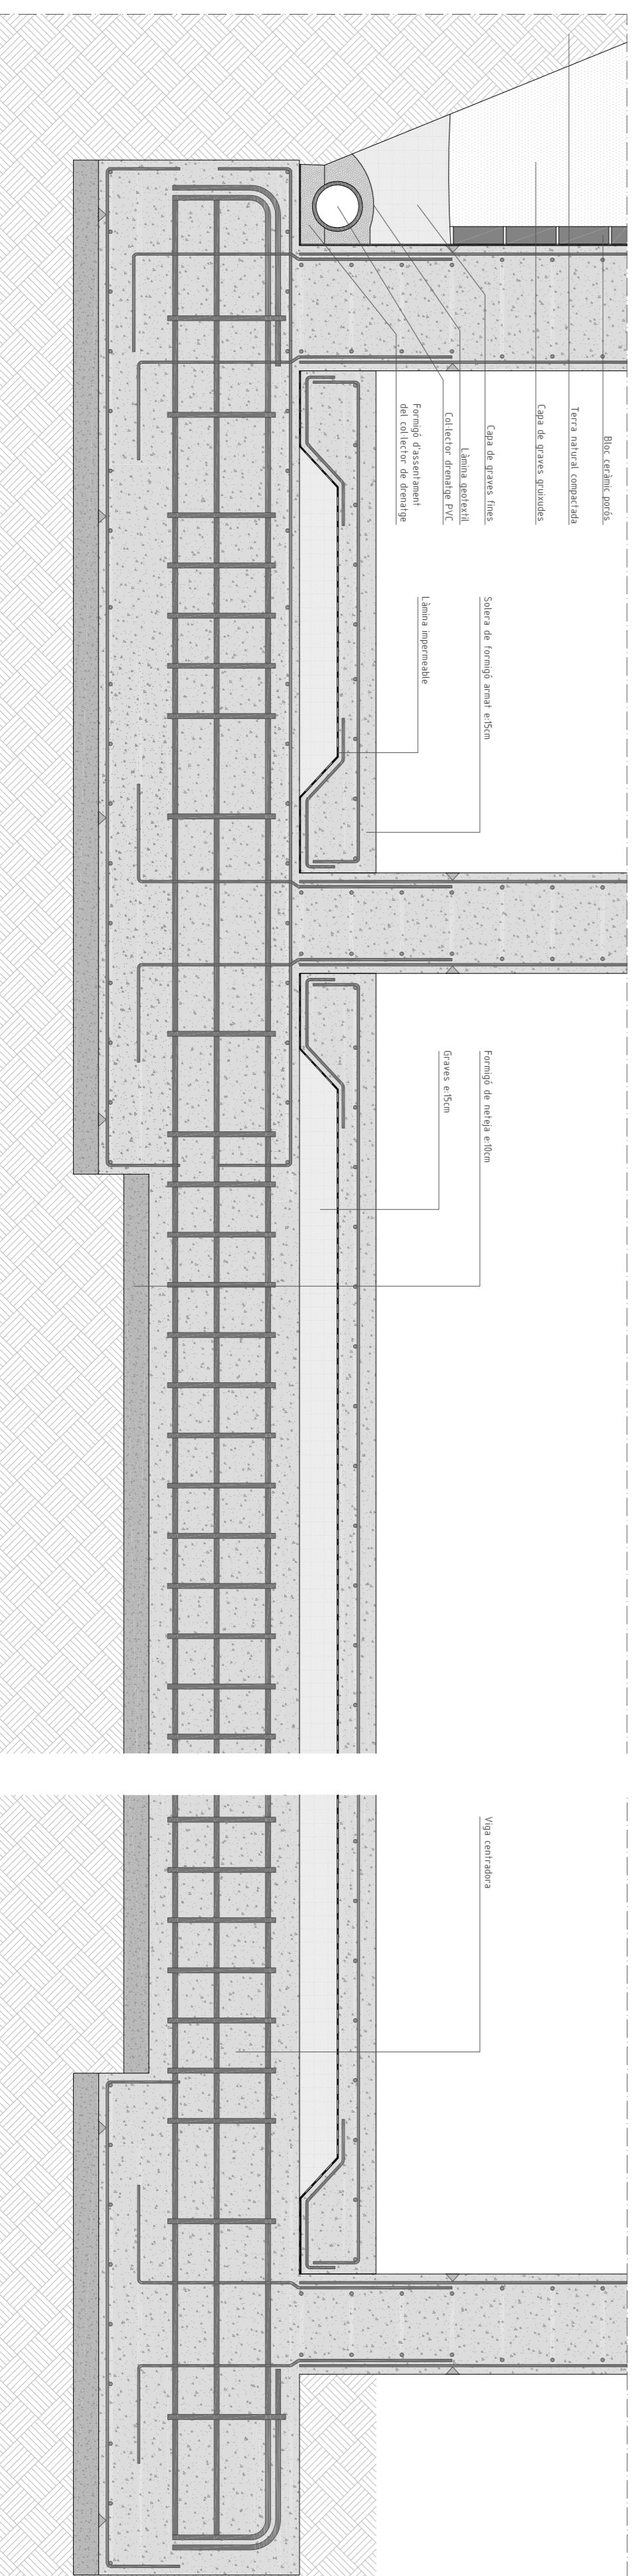 Bloc ceràmic porós
Terra natural compactada
Capa de graves gruixudes
Capa de graves fines
Làmina geotextil
Col·lector drenatge PVC
Formigó d'assentament
del col·lector de drenatge
Solera de formigó armat e:15cm
Làmina impermeable
Formigó de neteja e:10cm
Graves e:15cm
Viga centradora